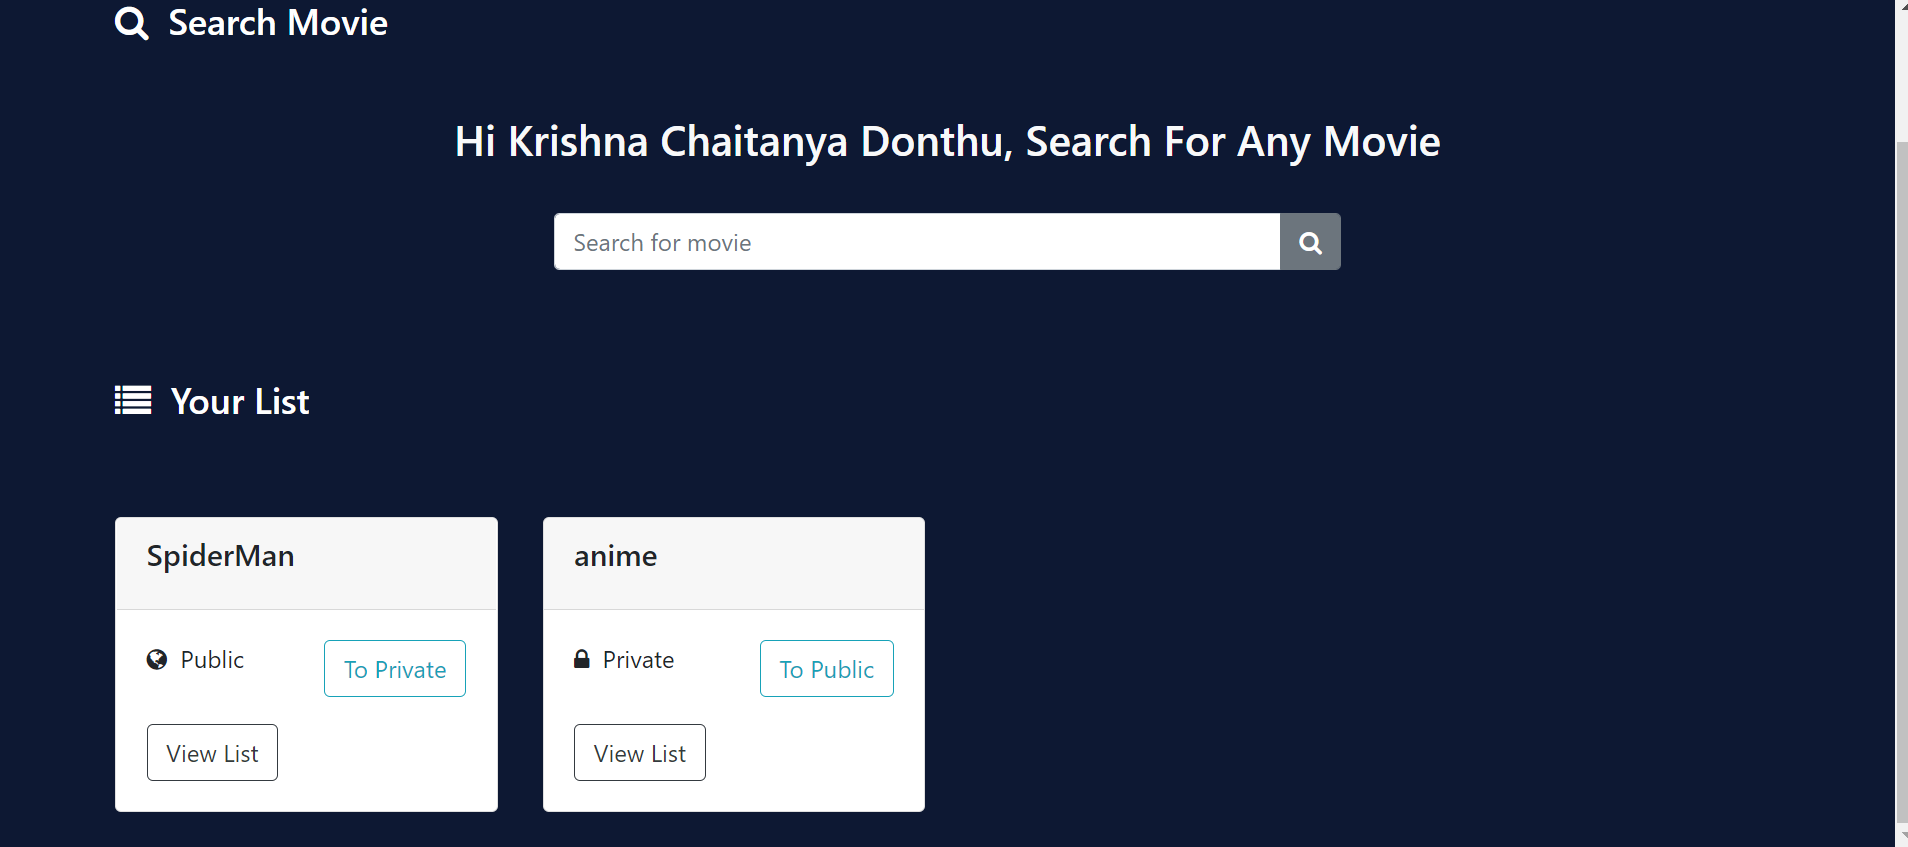 Search Movie
Hi Krishna Chaitanya Donthu, Search For Any Movie
Search for movie
Your List
SpiderMan
Public
To Private
View List
anime
Private
To Public
View List